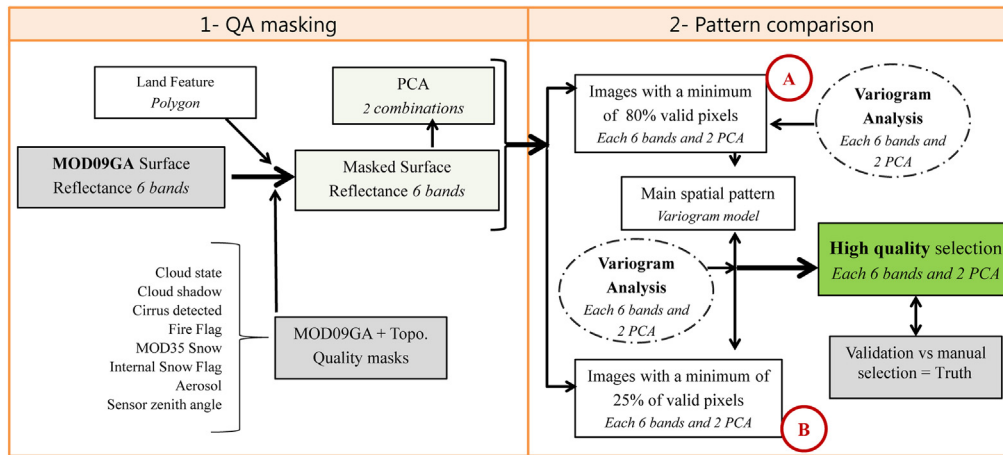 1- QA masking
Land Feature
Polygon
PCA
2 combinations
MOD09GA Surface
Reflectance 6 bands
Masked Surface
Reflectance 6 bands
Cloud state
Cloud shadow
Cirrus detected
Fire Flag
MOD35 Snow
Internal Snow Flag
Aerosol
Sensor zenith angle
MOD09GA + Topo.
Quality masks
2- Pattern comparison
A
Images with a minimum
of 80% valid pixels
Each 6 bands and 2 PCA
Variogram
Analysis
Each 6 bands and
2 PCA
Main spatial pattern
Variogram model
Variogram
Analysis
Each 6 bands and
2 PCA
High quality selection
Each 6 bands and 2 PCA
Validation vs manual
selection = Truth
Images with a minimum of
25% of valid pixels
Each 6 bands and 2 PCA
B